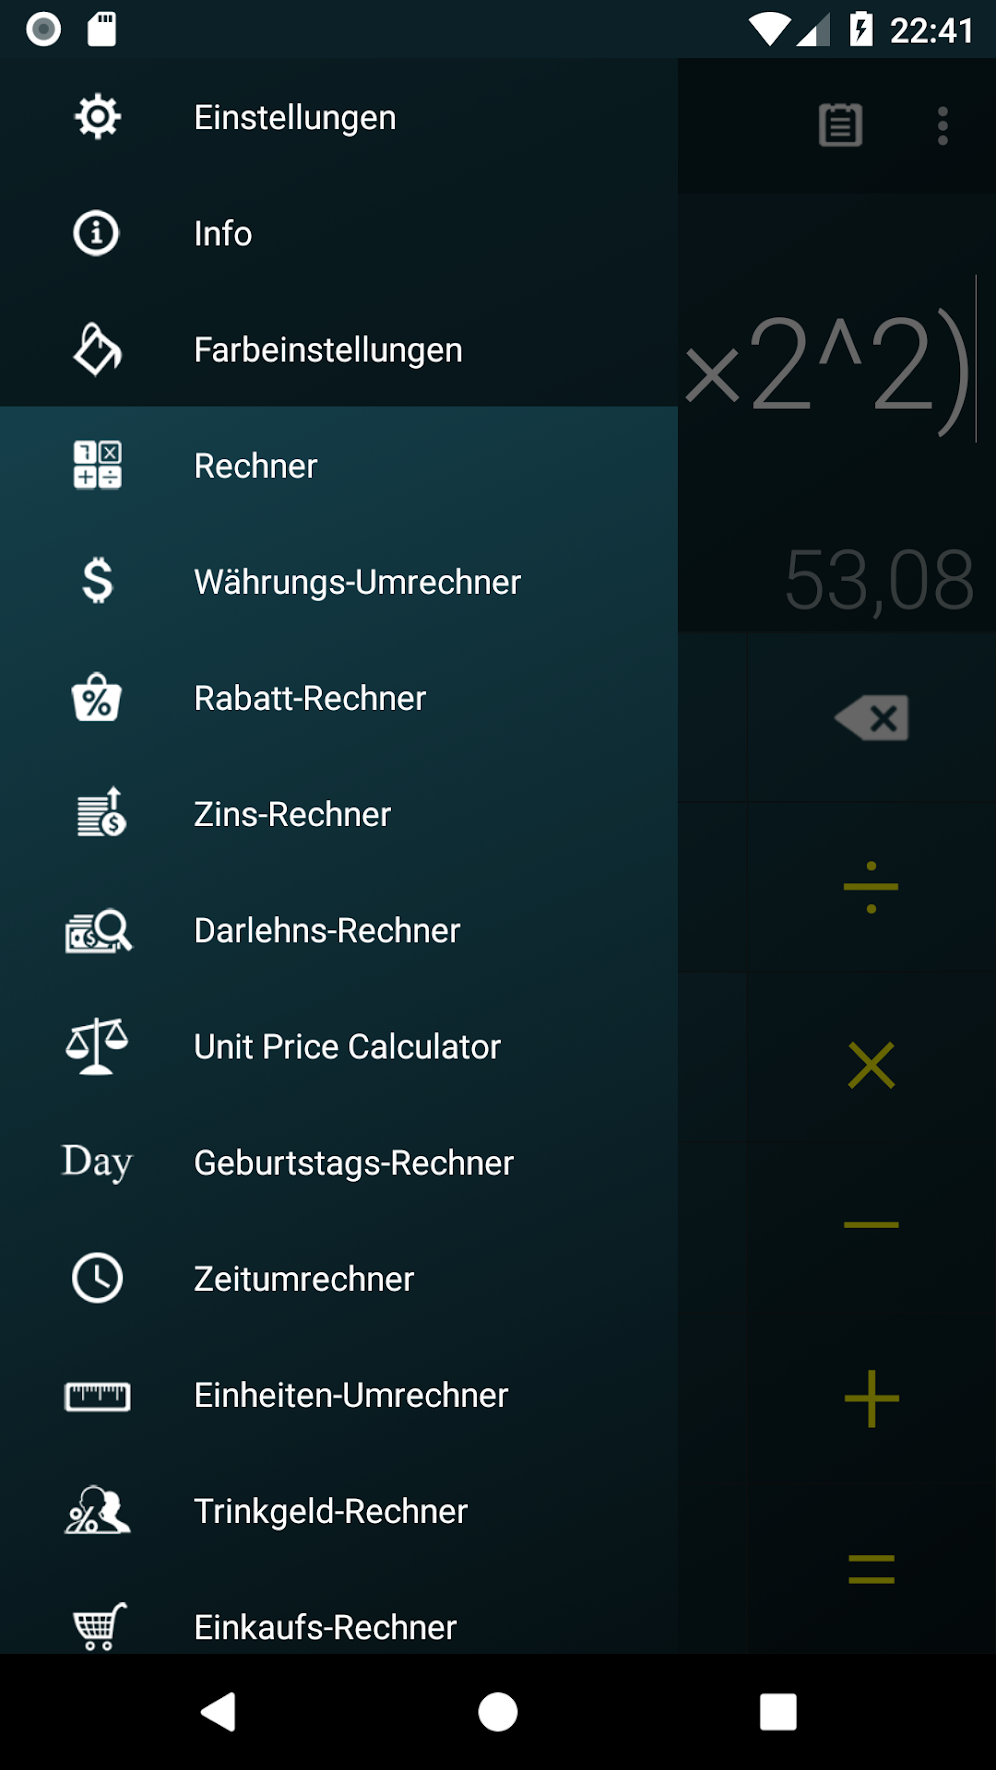 22:41
Einstellungen
Info
Farbeinstellungen
×2^2)
Rechner
53,08
Währungs-Umrechner
Rabatt-Rechner
Zins-Rechner
Darlehns-Rechner
÷
Unit Price Calculator
×
Day Geburtstags-Rechner
−
Zeitumrechner
Einheiten-Umrechner
+
Trinkgeld-Rechner
=
Einkaufs-Rechner